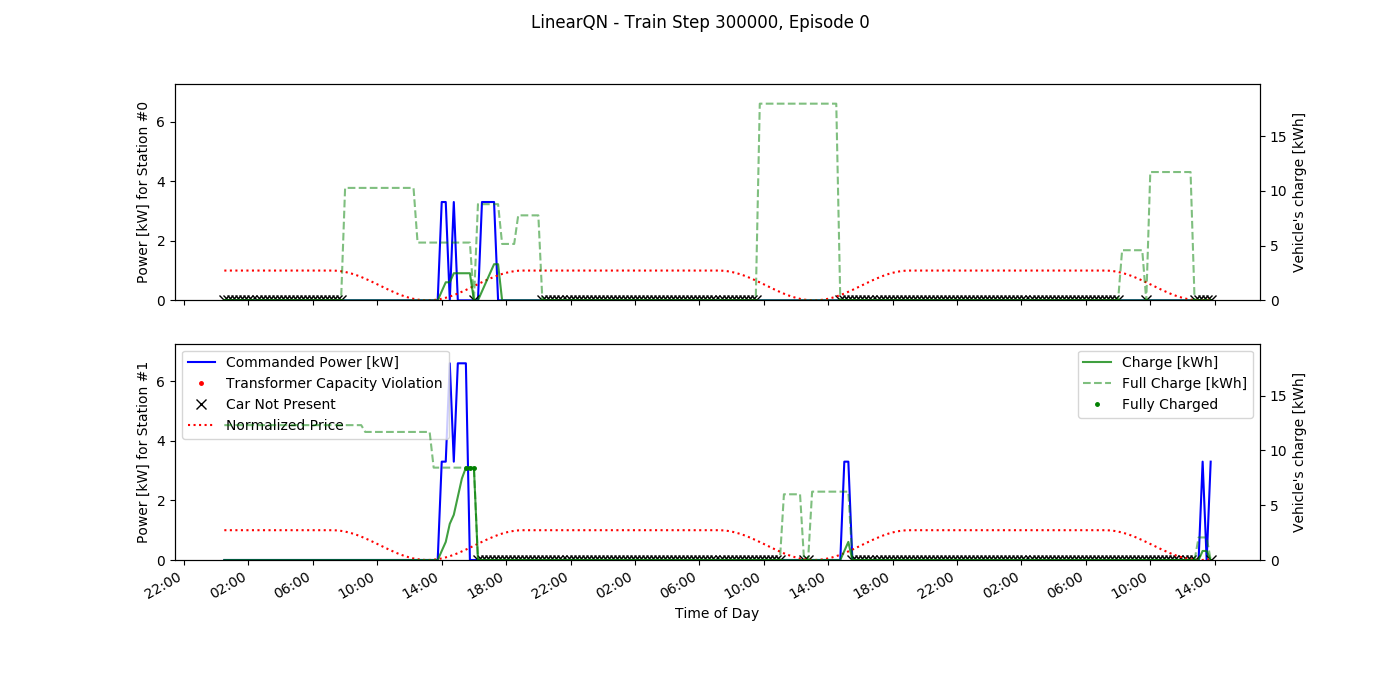 LinearQN - Train Step 300000, Episode 0
Power [kW] for Station #0
6
4
2
0
15
10
5
0
Vehicle's charge [kWh]
Power [kW] for Station #1
6
4
2
0
Commanded Power [kW]
Transformer Capacity Violation
Car Not Present
Normalized Price
Charge [kWh]
Full Charge [kWh]
Fully Charged
15
10
5
0
Vehicle's charge [kWh]
22:00 02:00 06:00 10:00 14:00 18:00 22:00 02:00 06:00 10:00 14:00 18:00 22:00 02:00 06:00 10:00 14:00
Time of Day